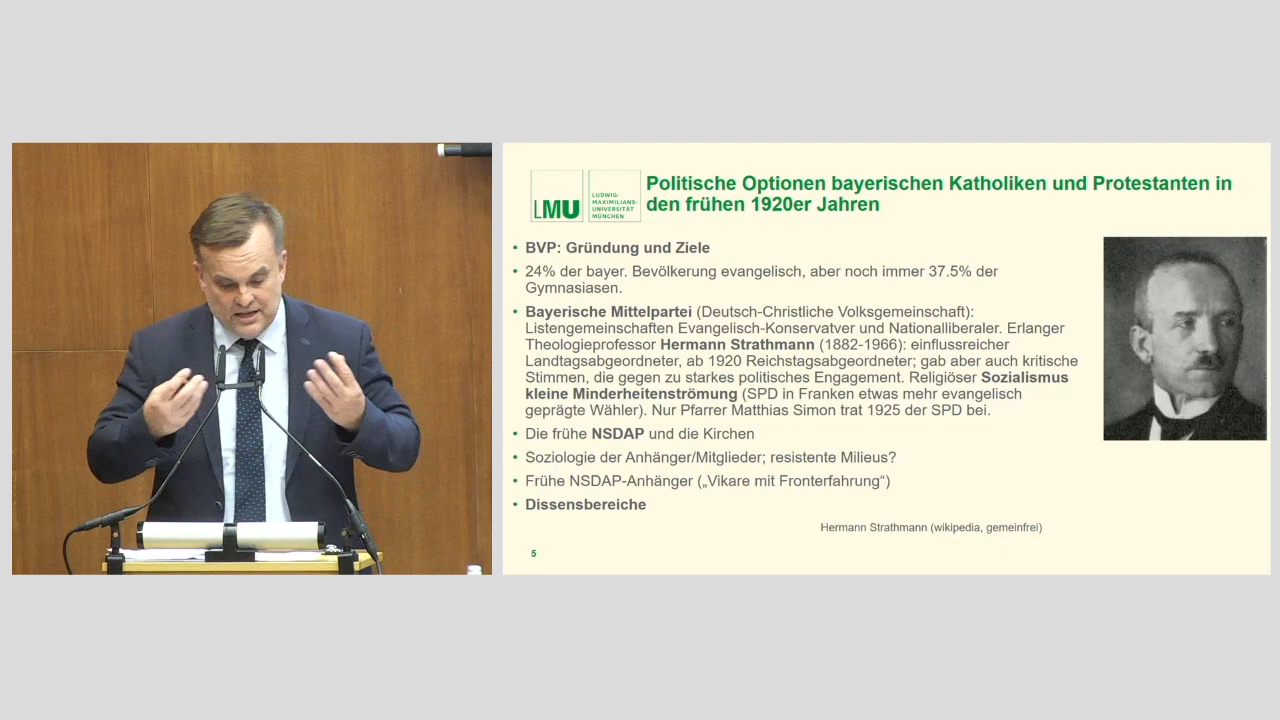 LMU
LUDWIG-
MAXIMILIANS-
UNIVERSITÄT
MÜNCHEN
Politische Optionen bayerischen Katholiken und Protestanten in
den frühen 1920er Jahren
• BVP: Gründung und Ziele
• 24% der bayer. Bevölkerung evangelisch, aber noch immer 37.5% der
Gymnasiasen.
• Bayerische Mittelpartei (Deutsch-Christliche Volksgemeinschaft):
Listengemeinschaften Evangelisch-Konservatver und Nationalliberaler. Erlanger
Theologieprofessor Hermann Strathmann (1882-1966): einflussreicher
Landtagsabgeordneter, ab 1920 Reichstagsabgeordneter; gab aber auch kritische
Stimmen, die gegen zu starkes politisches Engagement. Religiöser Sozialismus
kleine Minderheitenströmung (SPD in Franken etwas mehr evangelisch
geprägte Wähler). Nur Pfarrer Matthias Simon trat 1925 der SPD bei.
• Die frühe NSDAP und die Kirchen
• Soziologie der Anhänger/Mitglieder; resistente Milieus?
• Frühe NSDAP-Anhänger („Vikare mit Fronterfahrung“)
• Dissensbereiche
Hermann Strathmann (wikipedia, gemeinfrei)
5